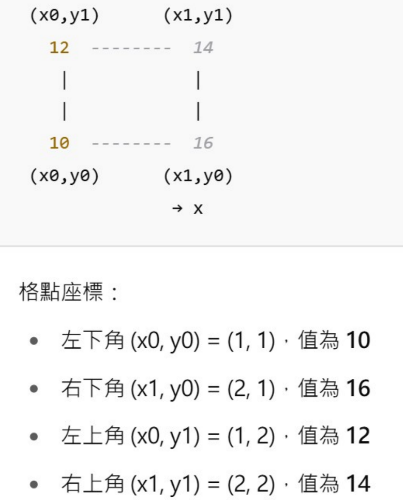 (x0,y1) (x1,y1)
12 -------- 14
| |
| |
10 -------- 16
(x0,y0) (x1,y0)
→ x
格點座標：
• 左下角 (x0, y0) = (1, 1)，值為 10
• 右下角 (x1, y0) = (2, 1)，值為 16
• 左上角 (x0, y1) = (1, 2)，值為 12
• 右上角 (x1, y1) = (2, 2)，值為 14